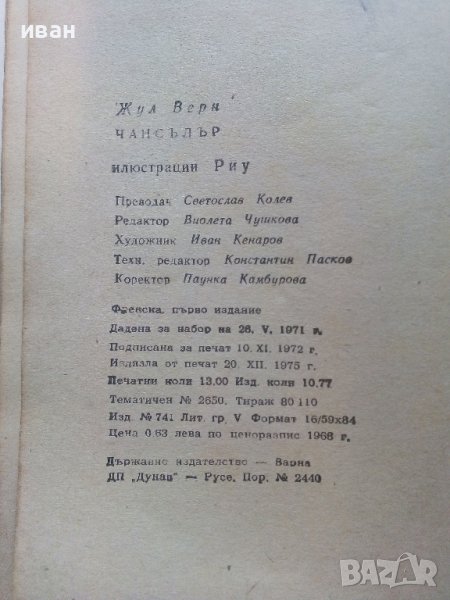 иван
Жул Верн
ЧАНСЪЛЪР
илюстрации Риу
Преводач Светослав Колев
Редактор Виолета Чушкова
Художник Иван Кенаров
Техн. редактор Константин Пасков
Коректор Паунка Камбурова
Френска, първо издание
Дадена за набор на 26. V. 1971 г.
Подписана за печат 10. XI. 1972 г.
Излязла от печат 20. XII. 1975 г.
Печатни коли 13.00 Изд. коли 10.77
Тематичен № 2650, Тираж 80 110
Изд. № 741 Лит. гр. V Формат 16/59x84
Цена 0.63 лева по ценоразпис 1968 г.
Държавно издателство — Варна
ДП „Дунав" — Русе. Пор. № 2440
BAZAR